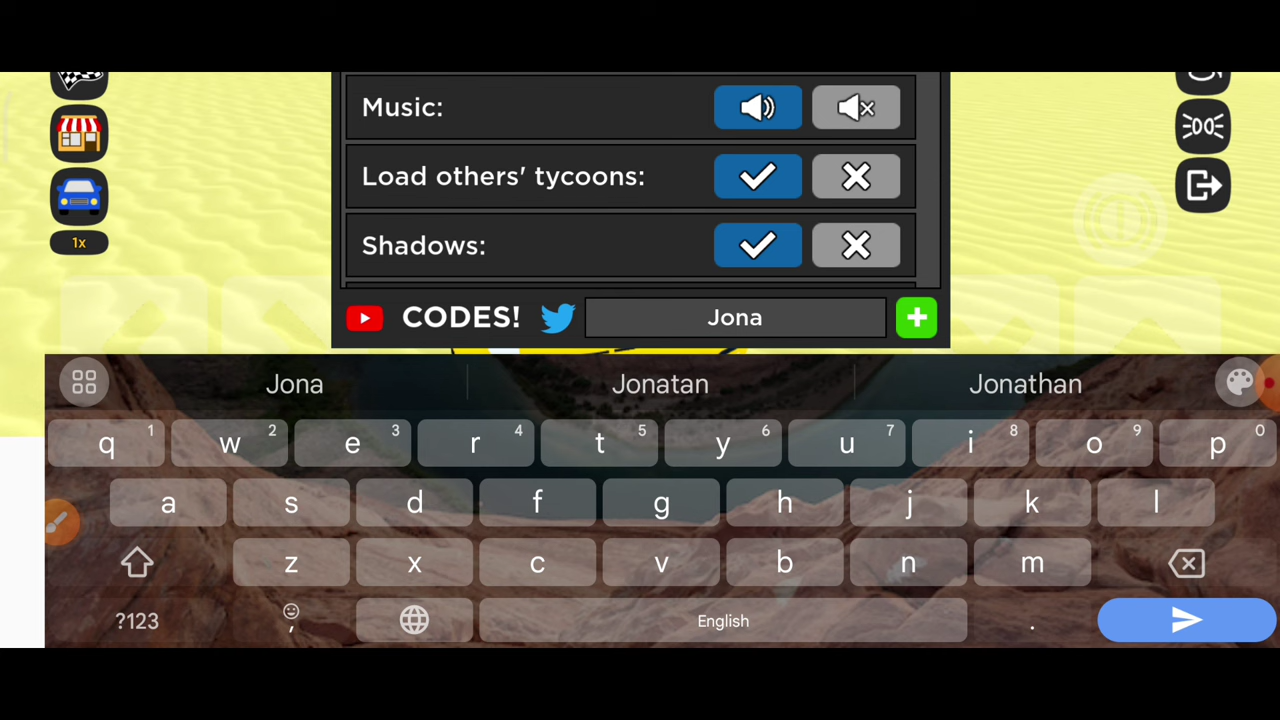 Music:
Load others' tycoons:
1x
Shadows:
CODES! Jona
Jona Jonatan Jonathan
q 1 w 2 e 3 r 4 t 5 y 6 u 7 i 8 o 9 p 0
a s d f g h j k l
z x c v b n m
?123 , English .